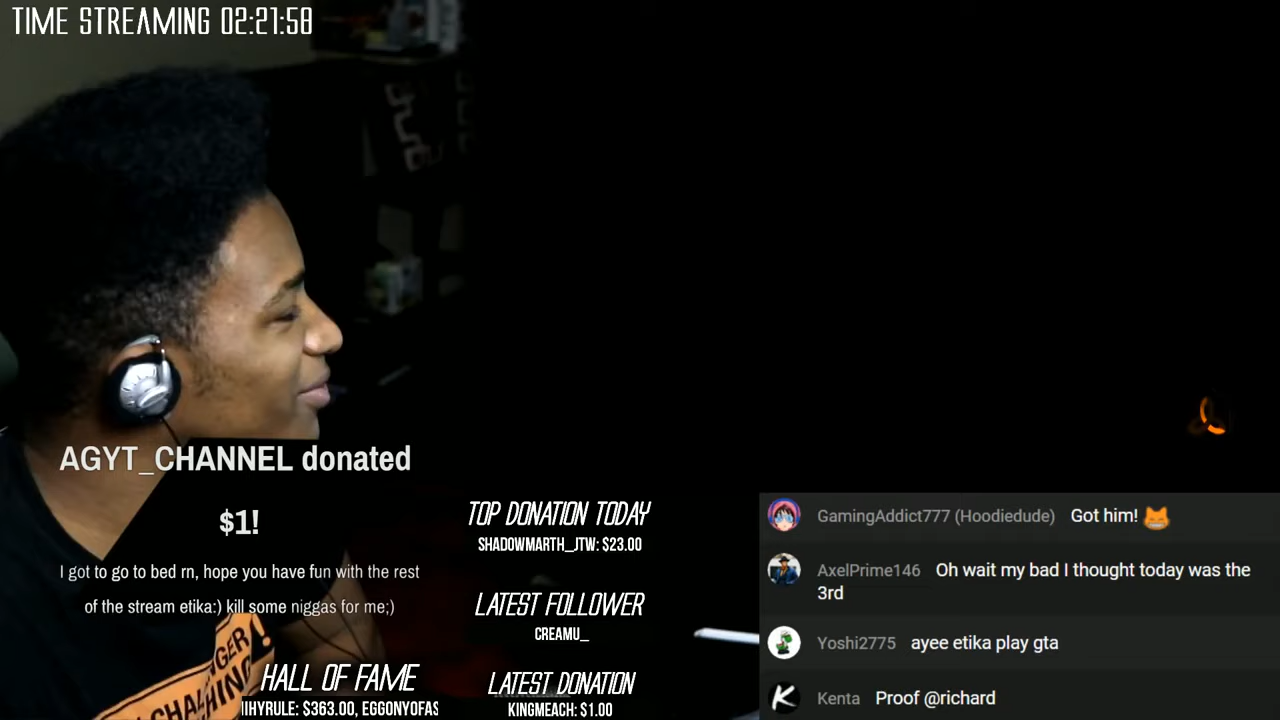 TIME STREAMING 02:21:58
AGYT_CHANNEL donated
$1!
I got to go to bed rn, hope you have fun with the rest
of the stream etika:) kill some niggas for me;)
HALL OF FAME
IIHYRULE: $363.00, EGGONYOFAS
TOP DONATION TODAY
SHADOWMARTH_JTW: $23.00
LATEST FOLLOWER
CREAMU_
LATEST DONATION
KINGMEACH: $1.00
GamingAddict777 (Hoodiedude) Got him!
AxelPrime146 Oh wait my bad I thought today was the
3rd
Yoshi2775 ayee etika play gta
Kenta Proof @richard